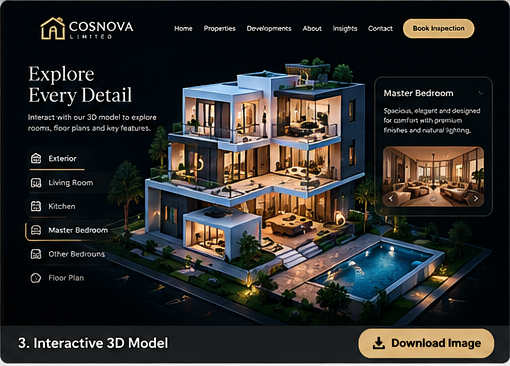 COSNOVA
LIMITED
Home Properties Developments About Insights Contact Book Inspection
Explore
Every Detail
Interact with our 3D model to explore
rooms, floor plans and key features.
Exterior
Living Room
Kitchen
Master Bedroom
Other Bedrooms
Floor Plan
Master Bedroom
Spacious, elegant and designed
for comfort with premium
finishes and natural lighting.
3. Interactive 3D Model
Download Image